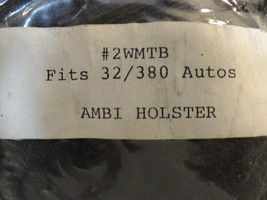 #2WMTB
Fits 32/380 Autos
AMBI HOLSTER